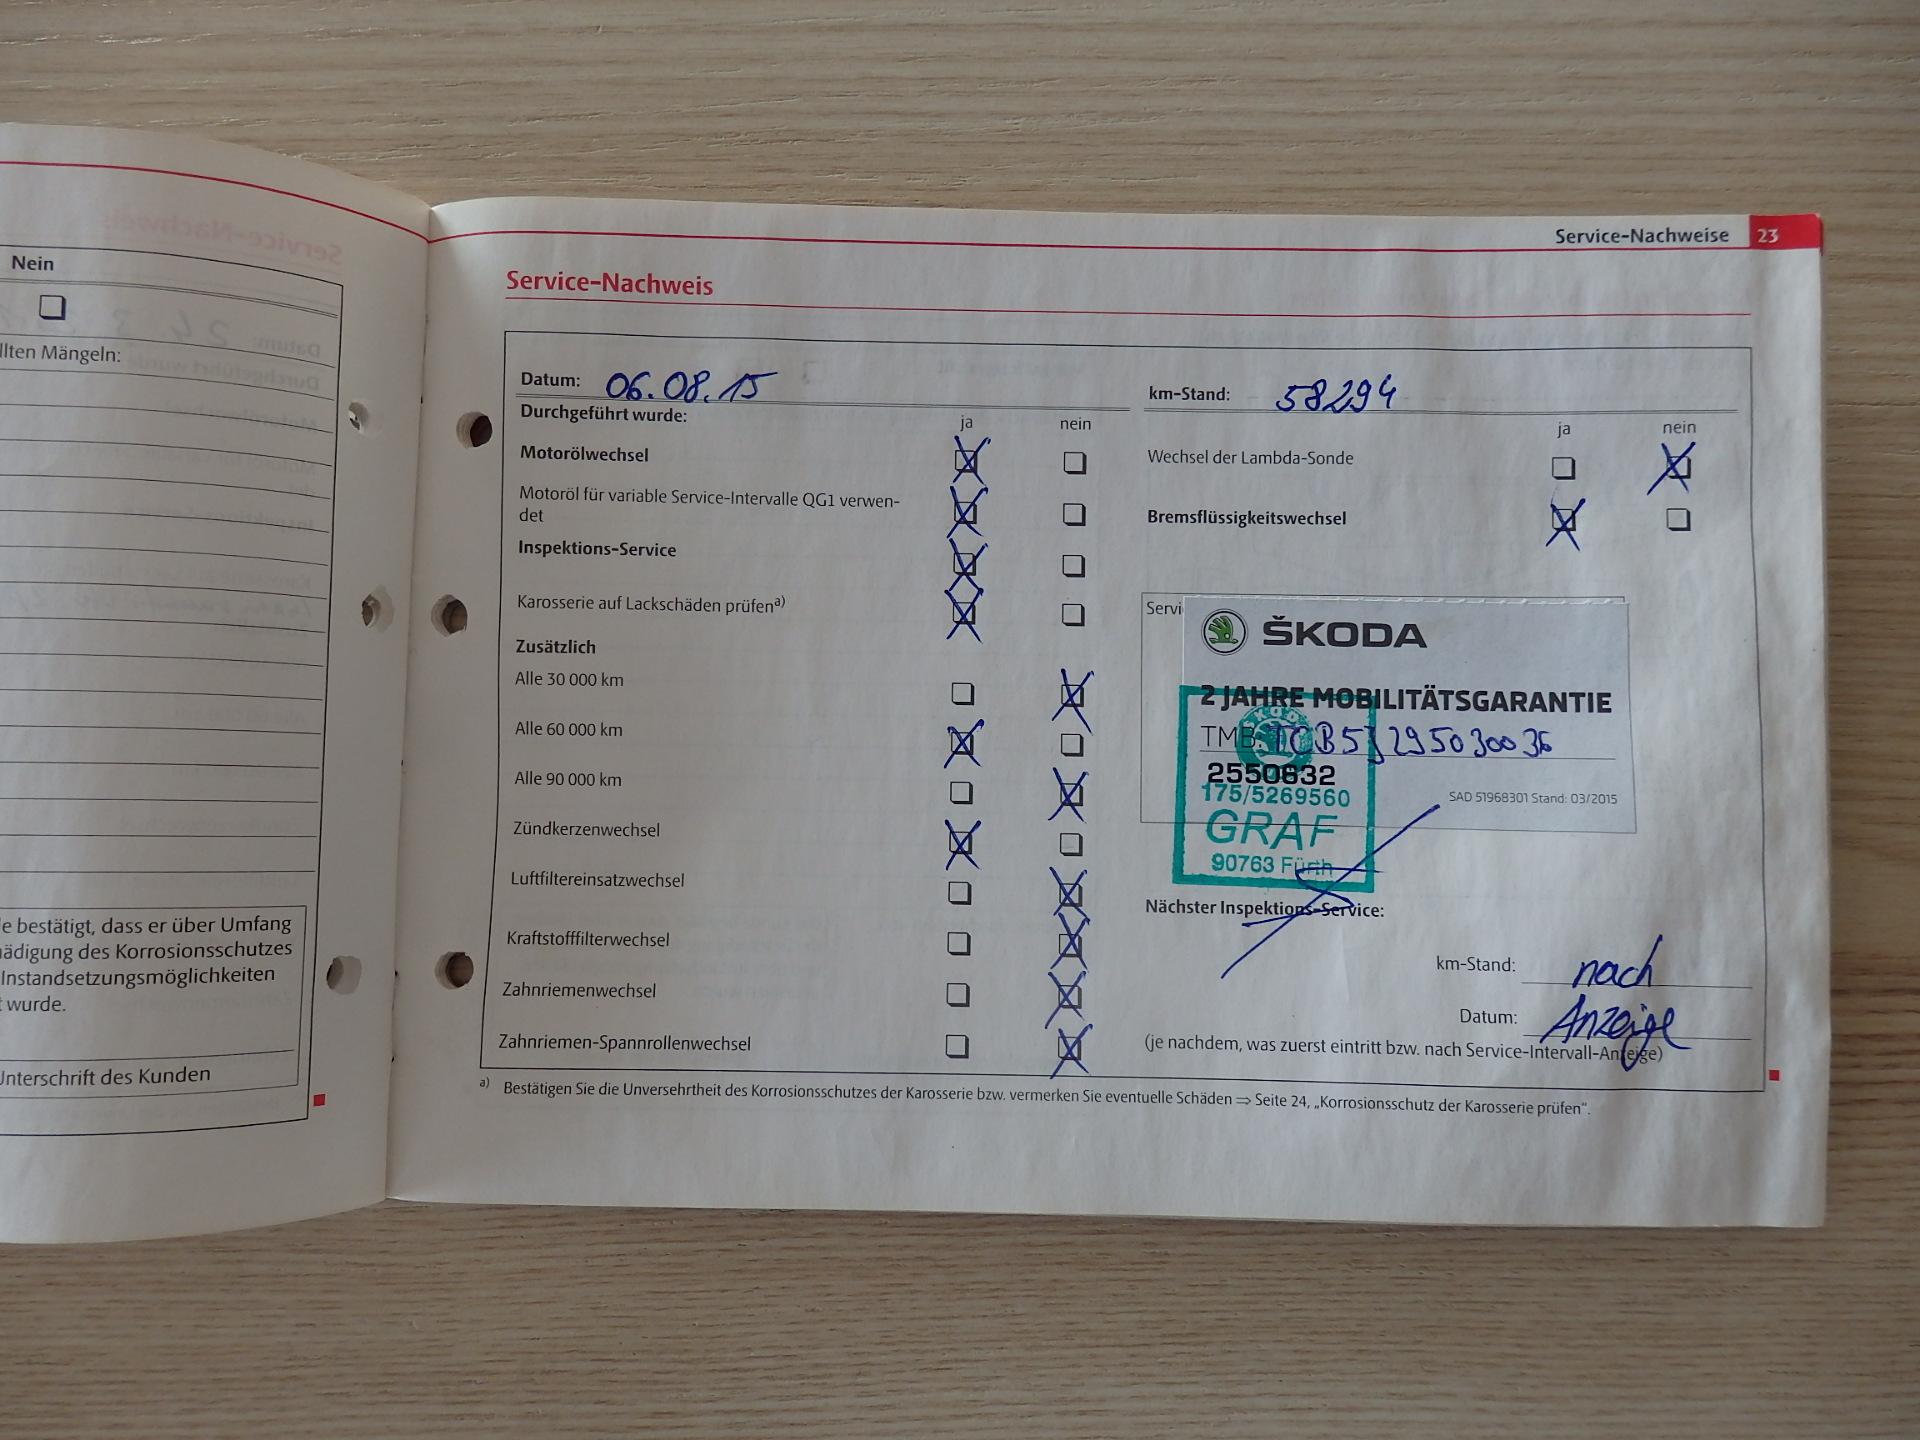 Nein
llten Mängeln:
e bestätigt, dass er über Umfang
ädigung des Korrosionsschutzes
Instandsetzungsmöglichkeiten
t wurde.
Unterschrift des Kunden
Service-Nachweise 23
Service-Nachweis
Datum: 06.08.15
Durchgeführt wurde: ja nein
Motorölwechsel
Motoröl für variable Service-Intervalle QG1 verwen-
det
Inspektions-Service
Karosserie auf Lackschäden prüfen a)
Zusätzlich
Alle 30 000 km
Alle 60 000 km
Alle 90 000 km
Zündkerzenwechsel
Luftfiltereinsatzwechsel
Kraftstofffilterwechsel
Zahnriemenwechsel
Zahnriemen-Spannrollenwechsel
km-Stand: 58294
ja nein
Wechsel der Lambda-Sonde
Bremsflüssigkeitswechsel
Servi
ŠKODA
2 JAHRE MOBILITÄTSGARANTIE
TMB TCB5J295030036
2550632
175/5269560
SAD 51968301 Stand: 03/2015
GRAF
90763 Fürth
Nächster Inspektions-Service:
km-Stand: nach
Datum: Anzeige
(je nachdem, was zuerst eintritt bzw. nach Service-Intervall-Anzeige)
a) Bestätigen Sie die Unversehrtheit des Korrosionsschutzes der Karosserie bzw. vermerken Sie eventuelle Schäden ⇒ Seite 24, „Korrosionsschutz der Karosserie prüfen“.